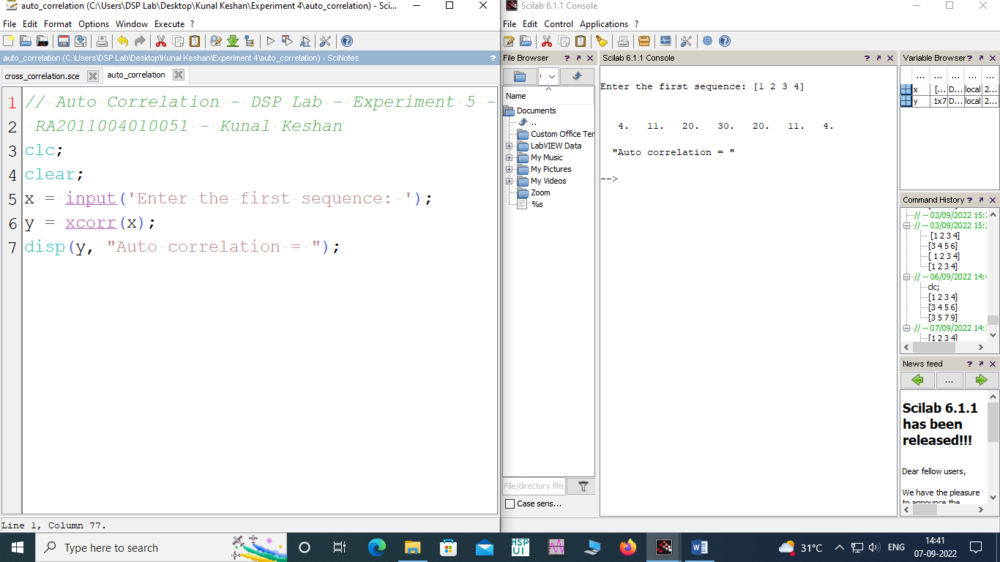 auto_correlation (C:\Users\DSP Lab\Desktop\Kunal Keshan\Experiment 4\auto_correlation) - Sci...
File Edit Format Options Window Execute ?
auto_correlation (C:\Users\DSP Lab\Desktop\Kunal Keshan\Experiment 4\auto_correlation) - SciNotes ?
cross_correlation.sce
auto_correlation
1 // Auto Correlation - DSP Lab - Experiment 5 -
2 RA2011004010051 - Kunal Keshan
3 clc;
4 clear;
5 x = input('Enter the first sequence: ');
6 y = xcorr(x);
7 disp(y, "Auto correlation = ");
Line 1, Column 77.
Scilab 6.1.1 Console
File Edit Control Applications ?
File Browser ?
Name
Documents
..
Custom Office Ter
LabVIEW Data
My Music
My Pictures
My Videos
Zoom
%s
File/directory filte
Case sens...
Scilab 6.1.1 Console ?
Enter the first sequence: [1 2 3 4]
4. 11. 20. 30. 20. 11. 4.
"Auto correlation = "
-->
Variable Browser ?
... ... ... ... ...
x [... D... local 2...
y 1x7 D... local 2...
Command History ?
// -- 03/09/2022 15:2
// -- 03/09/2022 15:2
[1 2 3 4]
[3 4 5 6]
[ 1 2 3 4]
[1 2 3 4]
// -- 06/09/2022 14:4
clc;
[1 2 3 4]
[3 4 5 6]
[3 5 7 9]
// -- 07/09/2022 14:
[1 2 3 4]
News feed ?
...
Scilab 6.1.1
has been
released!!!
Dear fellow users,
We have the pleasure
to announce the
Type here to search
HSP
UI
31°C
ENG
14:41
07-09-2022